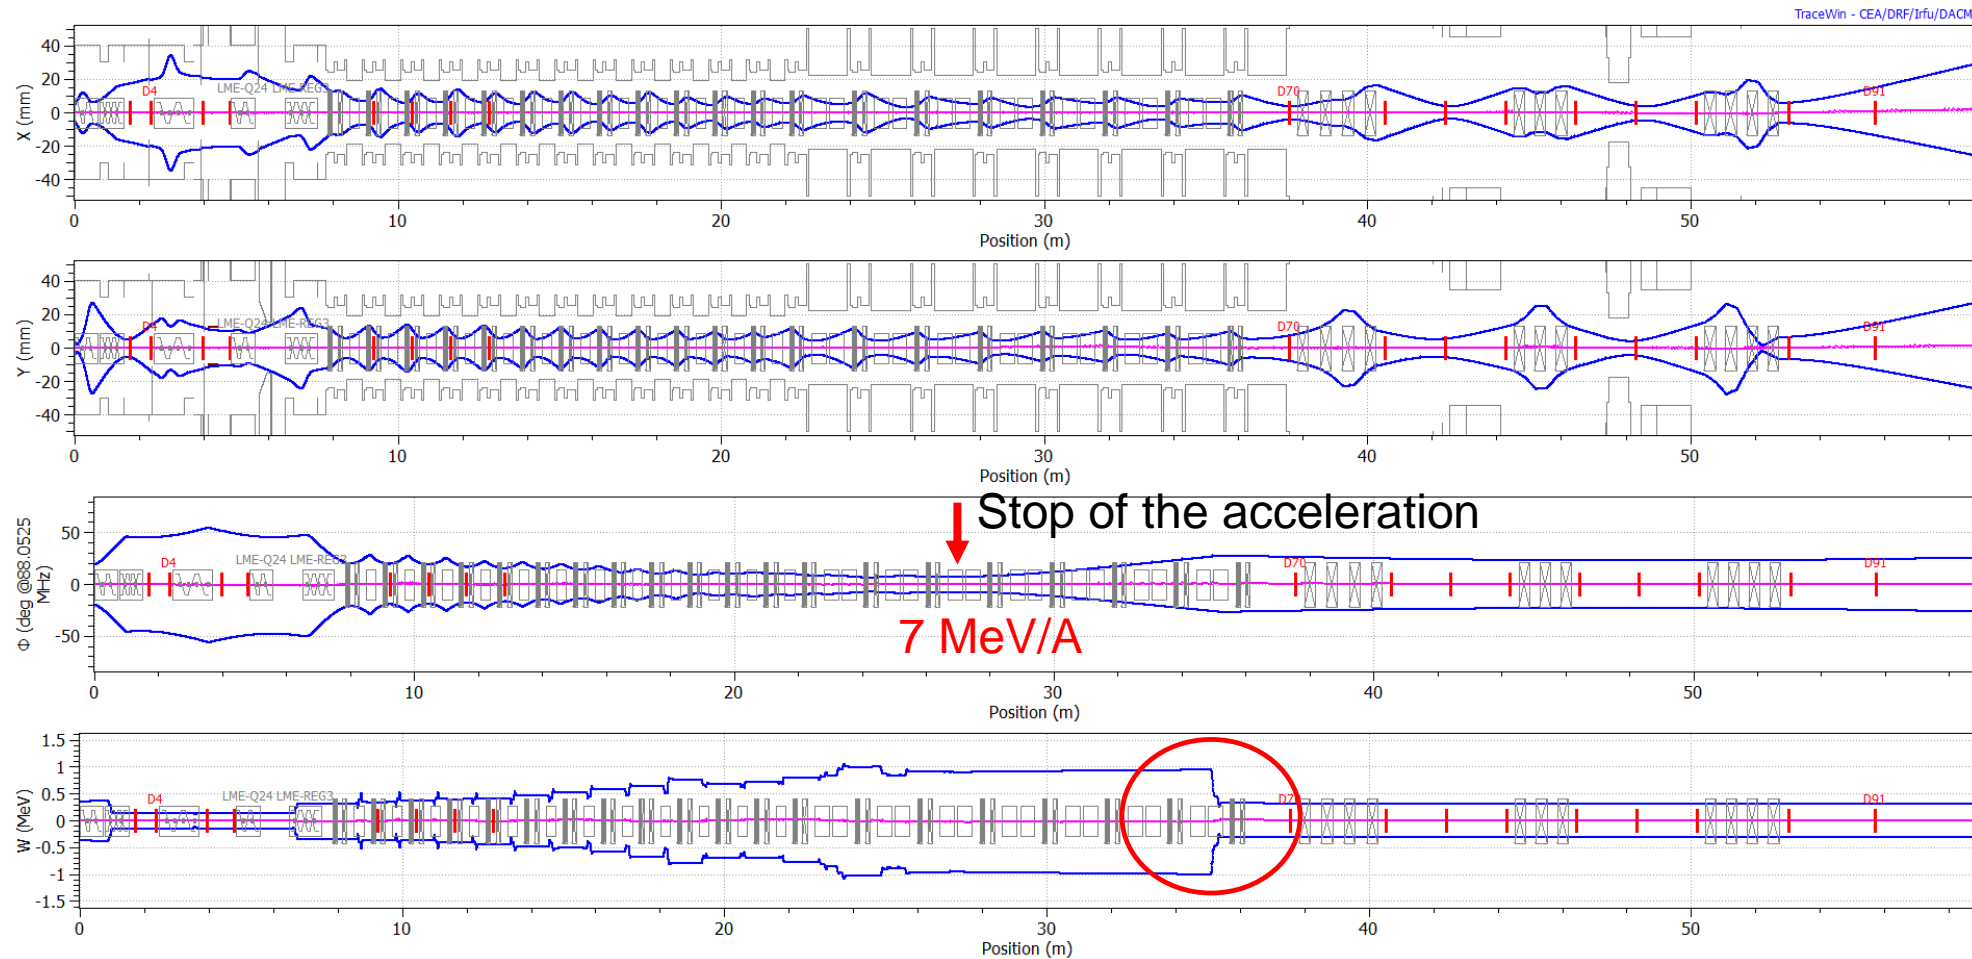 TraceWin - CEA/DRF/Irfu/DACM
X (mm)
40
20
0
-20
-40
D4
LME-Q24 LME-REG3
D70
D91
0 10 20 30 40 50
Position (m)
Y (mm)
40
20
0
-20
-40
D4
LME-Q24 LME-REG3
D70
D91
0 10 20 30 40 50
Position (m)
Stop of the acceleration
Φ (deg @88.0525
MHz)
50
0
-50
D4
LME-Q24 LME-REG2
D70
D91
7 MeV/A
0 10 20 30 40 50
Position (m)
W (MeV)
1.5
1
0.5
0
-0.5
-1
-1.5
D4
LME-Q24 LME-REG3
D70
D91
0 10 20 30 40 50
Position (m)